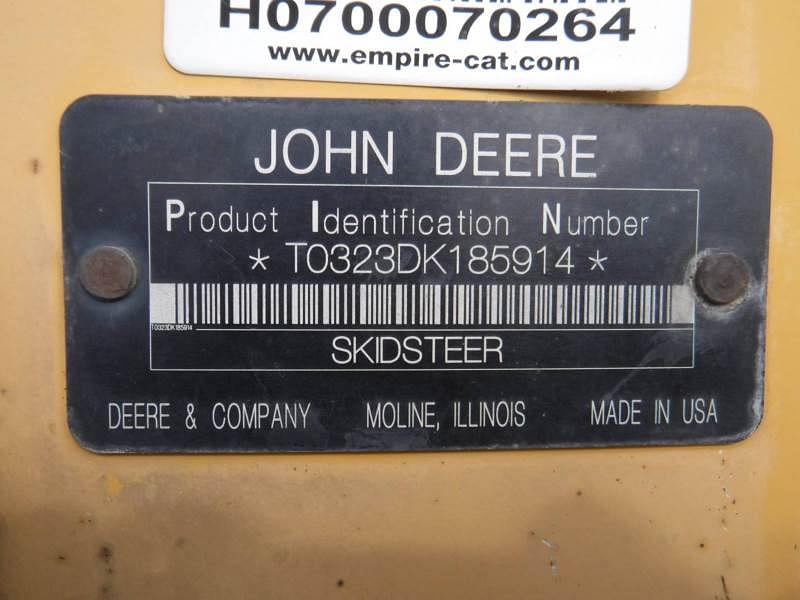 H0700070264
www.empire-cat.com
JOHN DEERE
Product Identification Number
* T0323DK185914 *
T0323DK185914
SKIDSTEER
DEERE & COMPANY MOLINE, ILLINOIS MADE IN USA